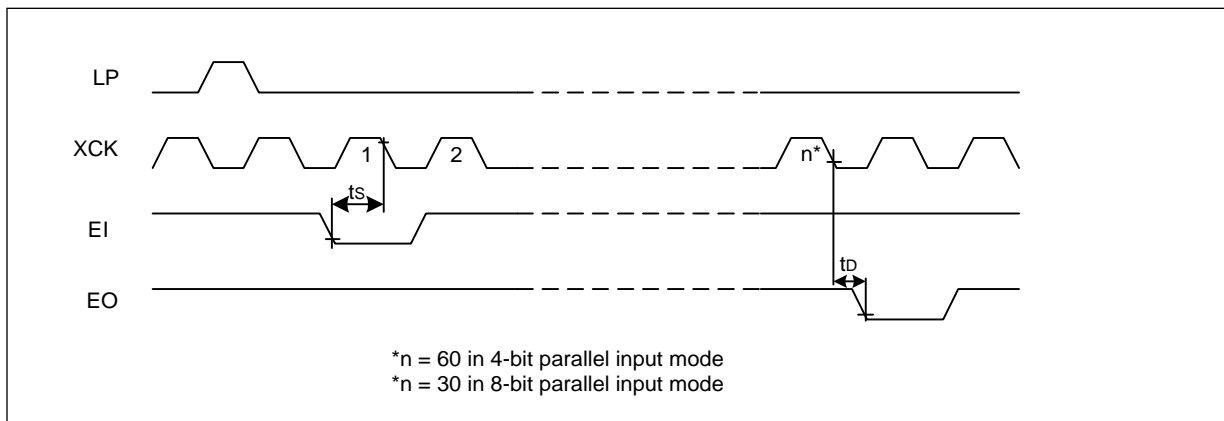 LP
XCK
1
2
n*
tS
EI
tD
EO
*n = 60 in 4-bit parallel input mode
*n = 30 in 8-bit parallel input mode